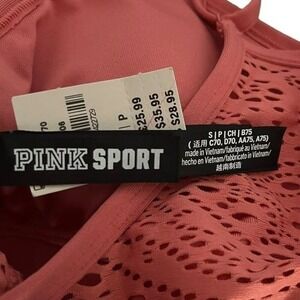 P
$25.99
$35.95
$28.95
PINK SPORT
S | P | CH | B75
(适用 C70, D70, AA75, A75)
made in Vietnam/fabriqué au Vietnam/
hecho en Vietnam/fabbricato in Vietnam/
越南制造